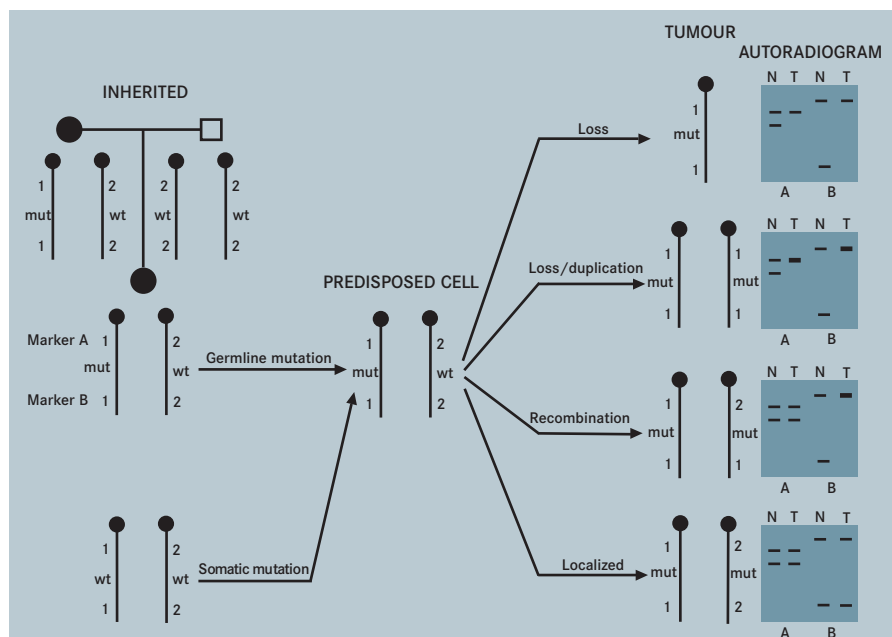 TUMOUR
AUTORADIOGRAM
INHERITED
N T N T
1
mut
1
Loss
A B
1 2 2 2
mut wt wt wt
1 2 2 2
N T N T
1 1
mut mut
1 1
Loss/duplication
A B
PREDISPOSED CELL
Marker A 1 2
mut wt
Marker B 1 2
Germline mutation
1 2
mut wt
1 2
N T N T
1 2
mut mut
1 1
Recombination
A B
1 2
wt wt
1 2
Somatic mutation
N T N T
1 2
mut mut
1 2
Localized
A B